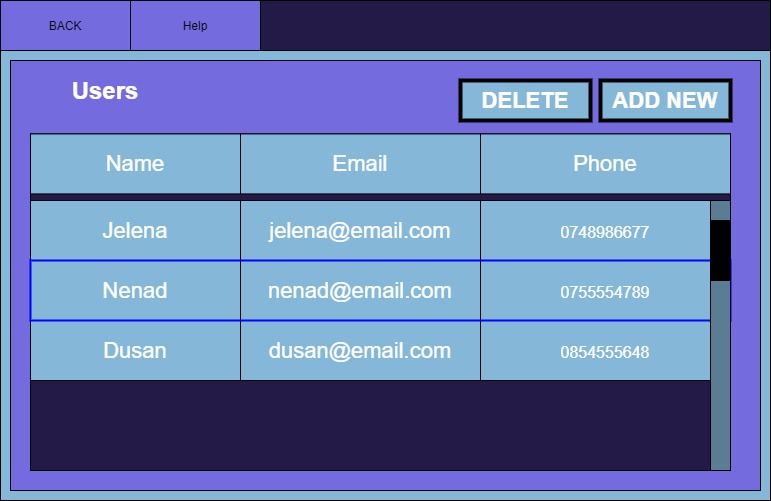 BACK Help
Users
DELETE ADD NEW
Name Email Phone
Jelena jelena@email.com 0748986677
Nenad nenad@email.com 0755554789
Dusan dusan@email.com 0854555648